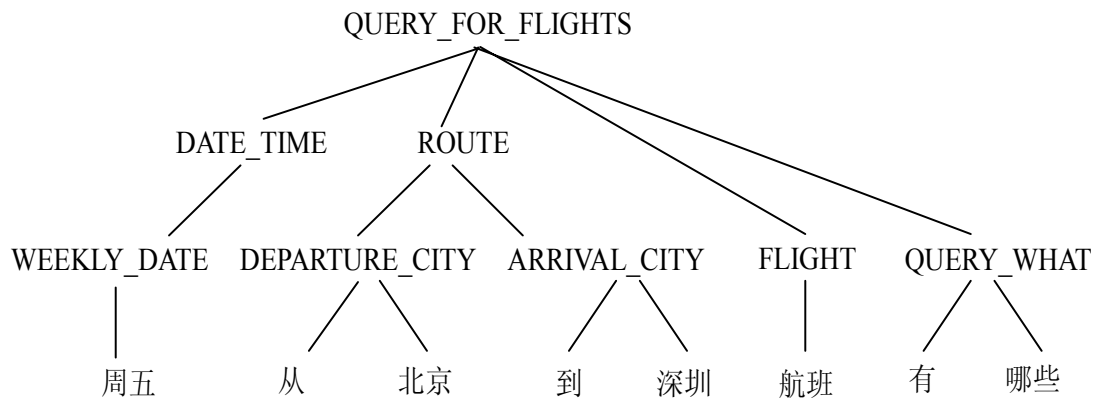 QUERY_FOR_FLIGHTS
DATE_TIME ROUTE
WEEKLY_DATE DEPARTURE_CITY ARRIVAL_CITY FLIGHT QUERY_WHAT
周五 从 北京 到 深圳 航班 有 哪些